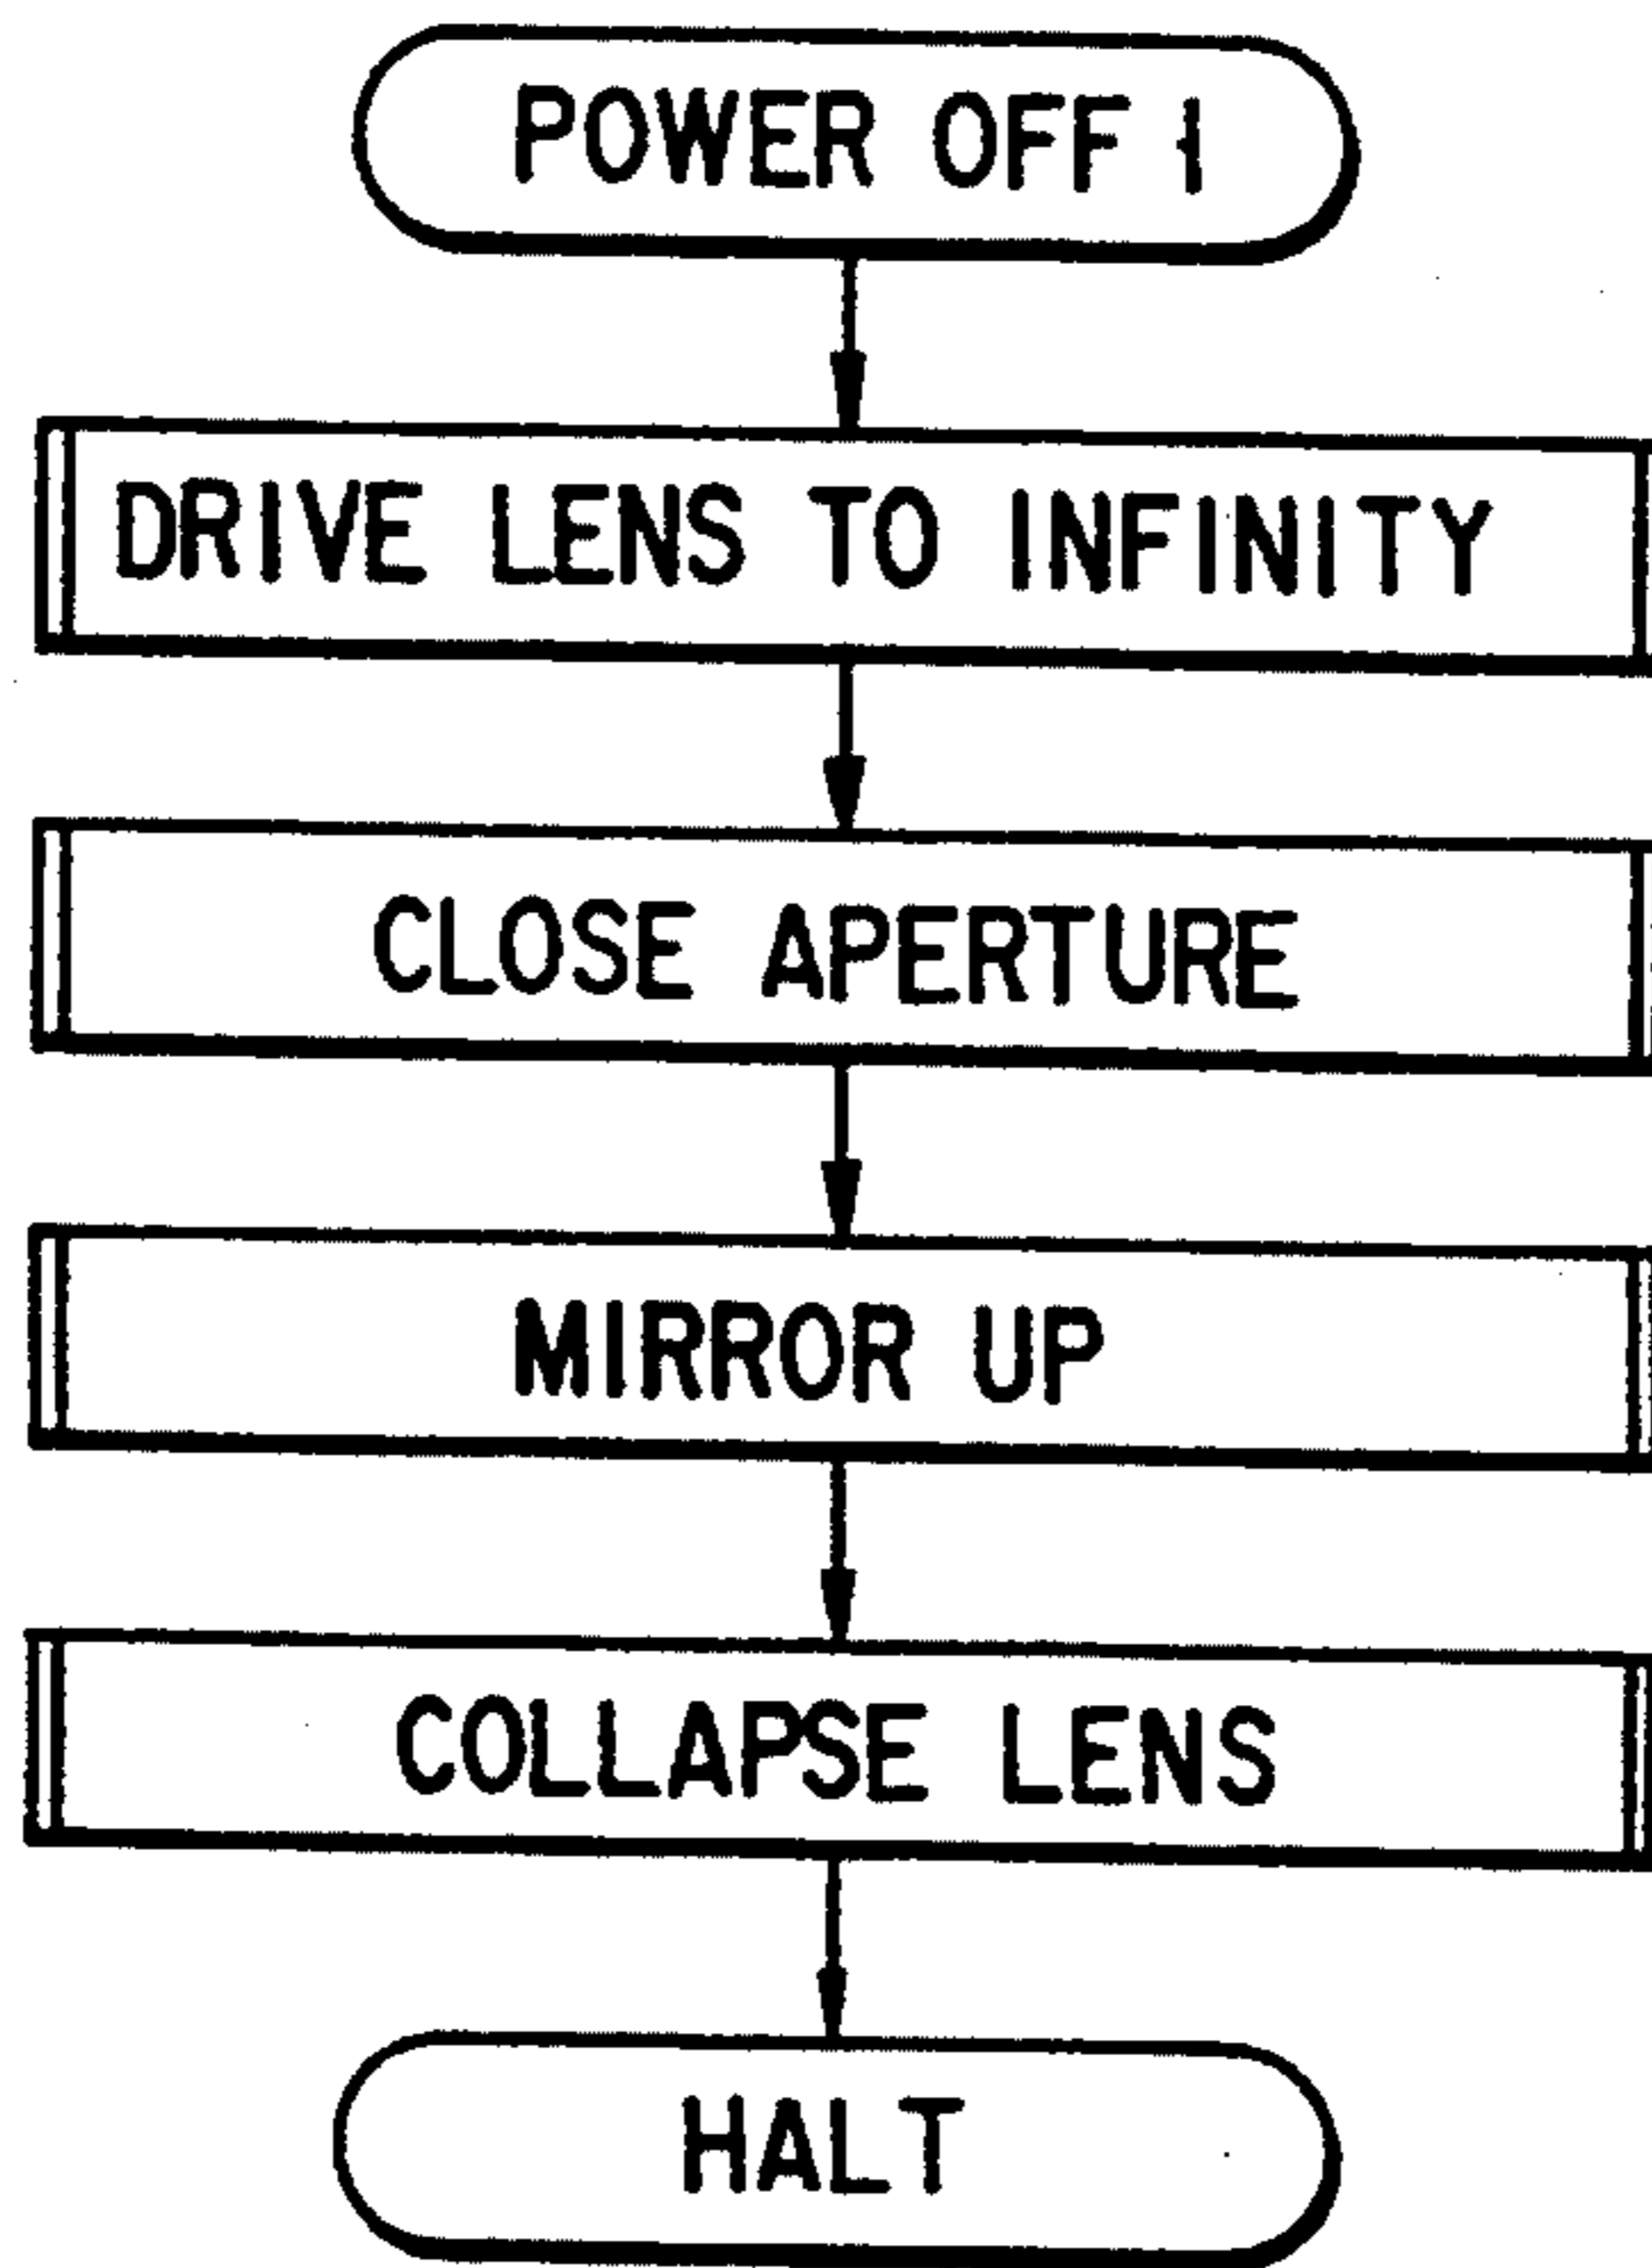 POWER OFF 1
DRIVE LENS TO INFINITY
CLOSE APERTURE
MIRROR UP
COLLAPSE LENS
HALT